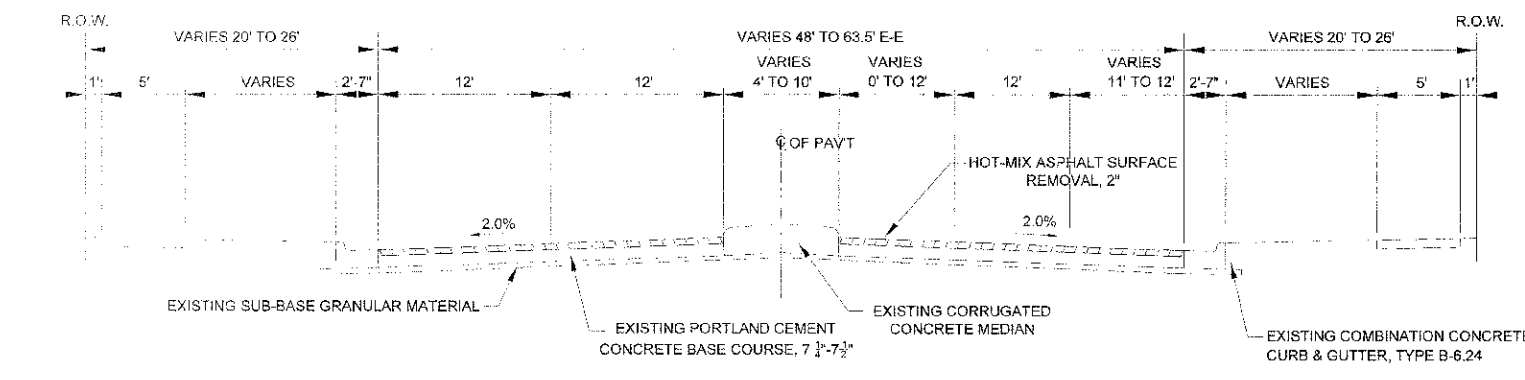 R.O.W.
R.O.W.
VARIES 20' TO 26'
VARIES 48' TO 63.5' E-E
VARIES 20' TO 26'
1'
5'
VARIES
2'-7"
12'
12'
VARIES
4' TO 10'
VARIES
0' TO 12'
12'
VARIES
11' TO 12'
2'-7"
VARIES
5'
1'
℄ OF PAV'T
HOT-MIX ASPHALT SURFACE
REMOVAL, 2"
2.0%
2.0%
EXISTING SUB-BASE GRANULAR MATERIAL
EXISTING PORTLAND CEMENT
CONCRETE BASE COURSE, 7 1/4"-7 1/2"
EXISTING CORRUGATED
CONCRETE MEDIAN
EXISTING COMBINATION CONCRETE
CURB & GUTTER, TYPE B-6.24